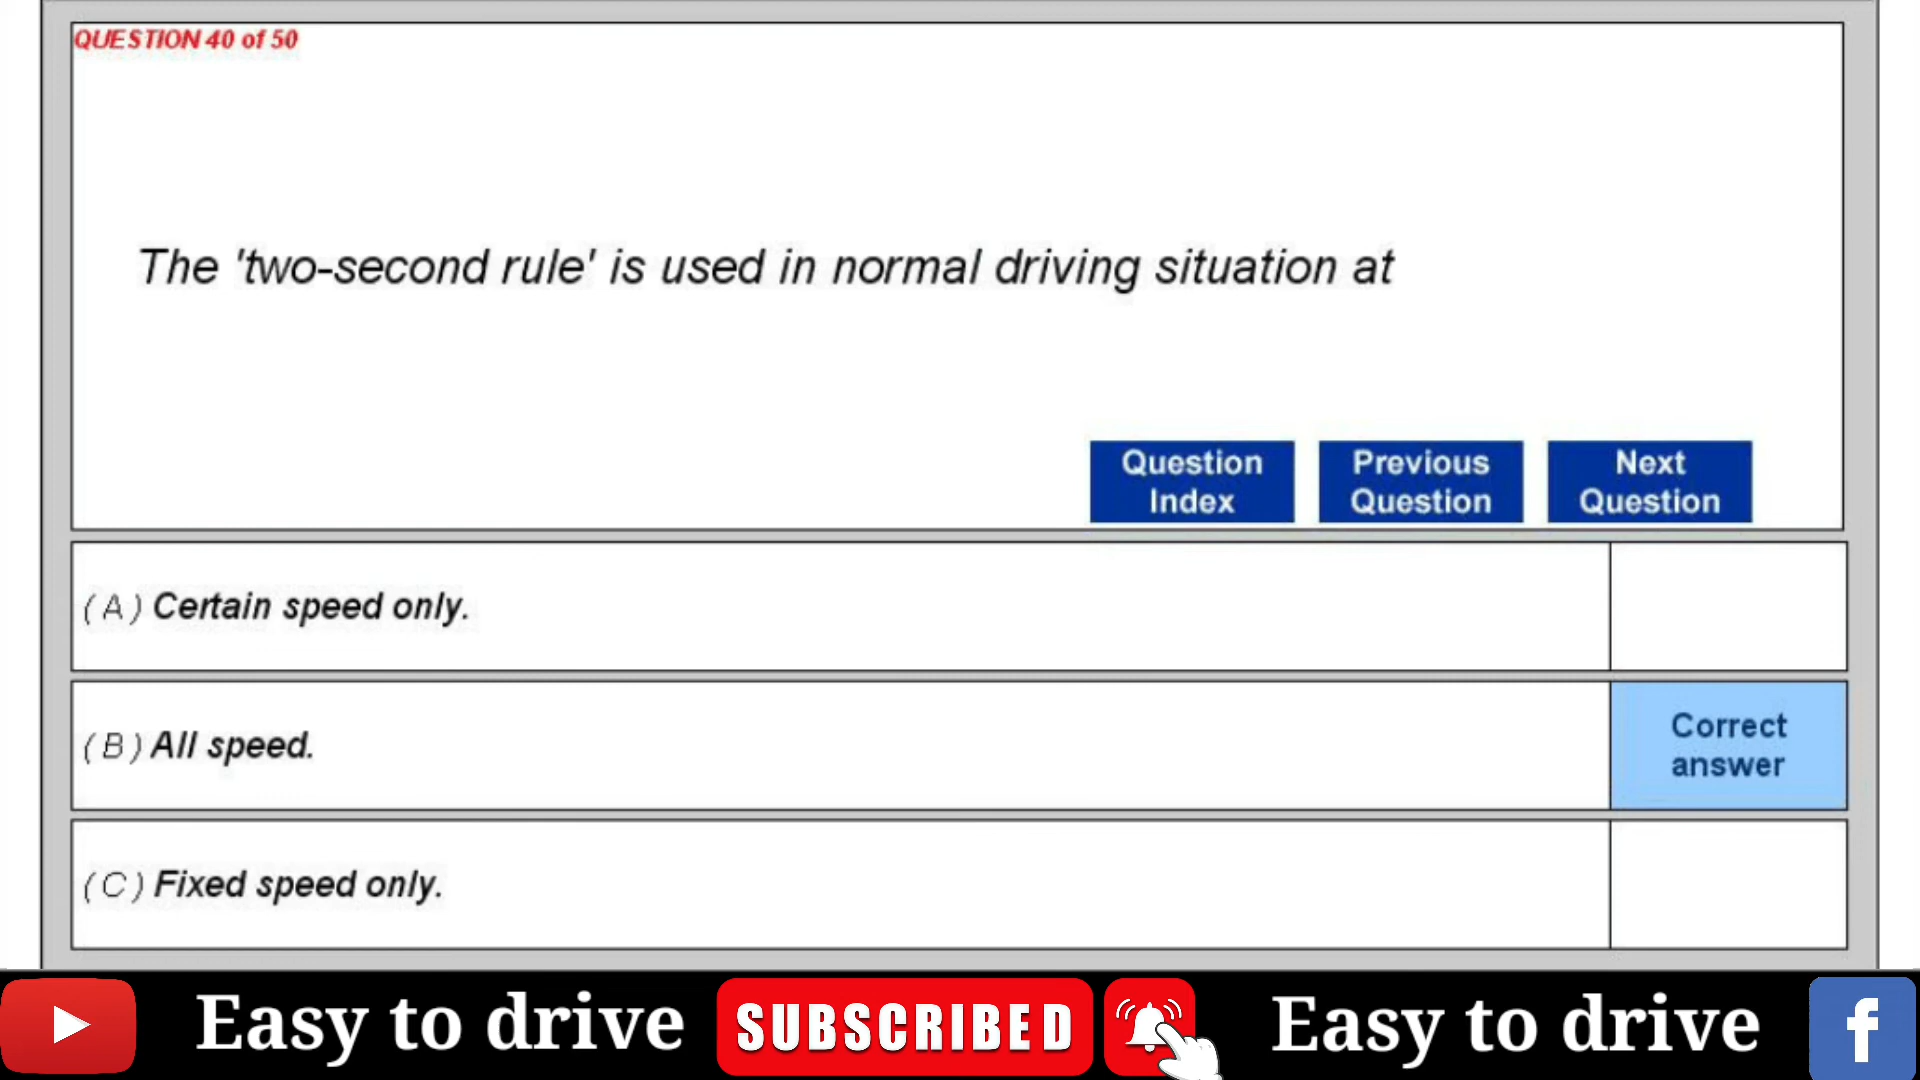 QUESTION 40 of 50
The 'two-second rule' is used in normal driving situation at
Question Index
Previous Question
Next Question
(A) Certain speed only.
(B) All speed.
Correct answer
(C) Fixed speed only.
Easy to drive SUBSCRIBED Easy to drive f